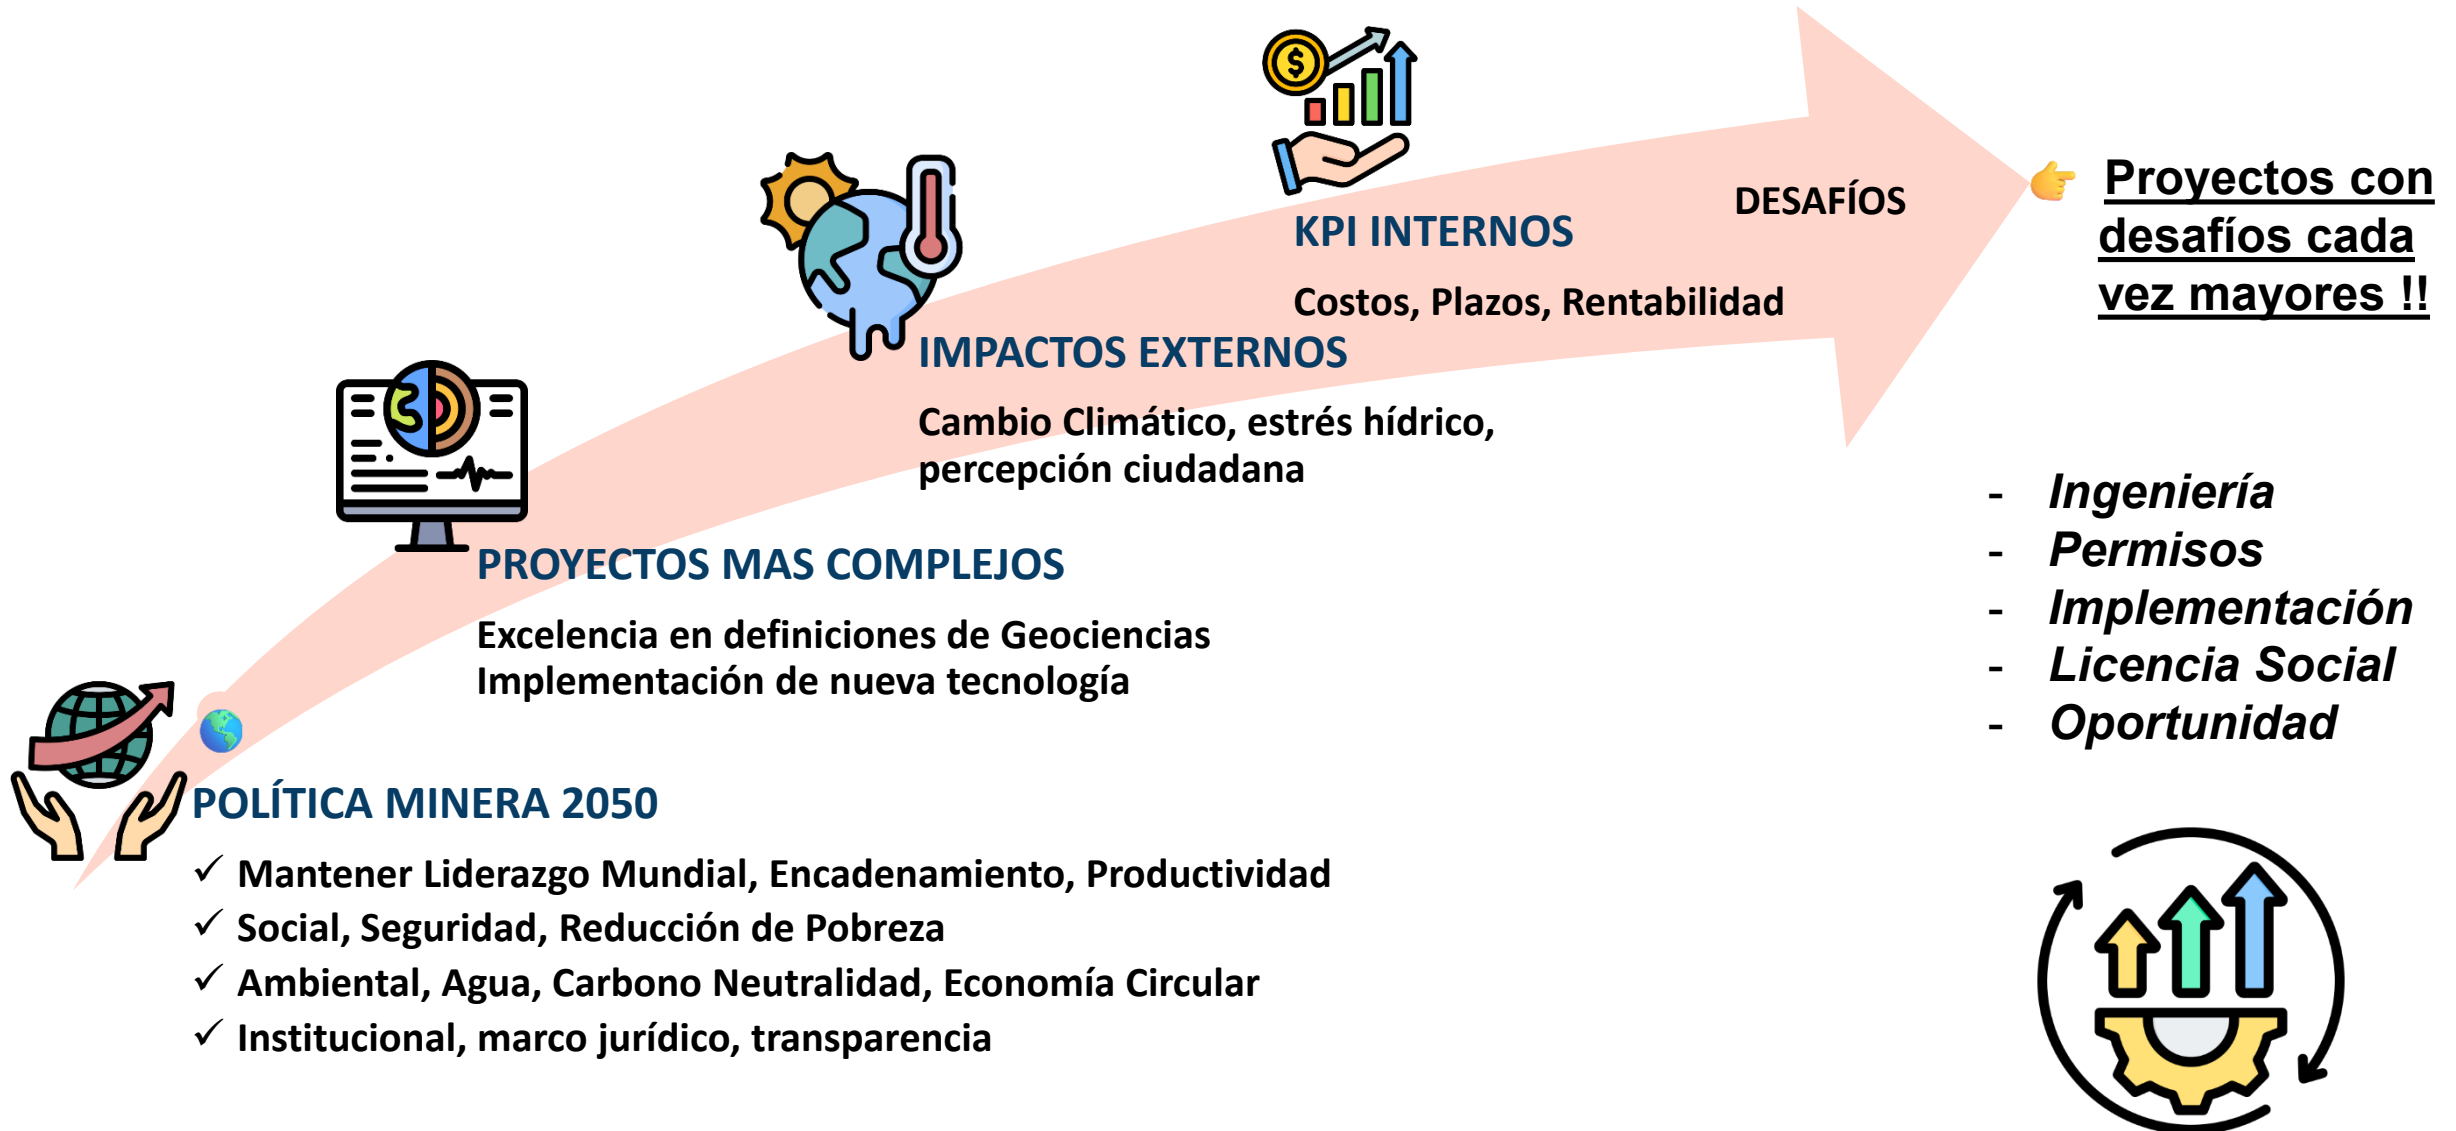 KPI INTERNOS
Costos, Plazos, Rentabilidad
DESAFÍOS
Proyectos con
desafíos cada
vez mayores !!
IMPACTOS EXTERNOS
Cambio Climático, estrés hídrico,
percepción ciudadana
PROYECTOS MAS COMPLEJOS
Excelencia en definiciones de Geociencias
Implementación de nueva tecnología
POLÍTICA MINERA 2050
✓ Mantener Liderazgo Mundial, Encadenamiento, Productividad
✓ Social, Seguridad, Reducción de Pobreza
✓ Ambiental, Agua, Carbono Neutralidad, Economía Circular
✓ Institucional, marco jurídico, transparencia
- Ingeniería
- Permisos
- Implementación
- Licencia Social
- Oportunidad